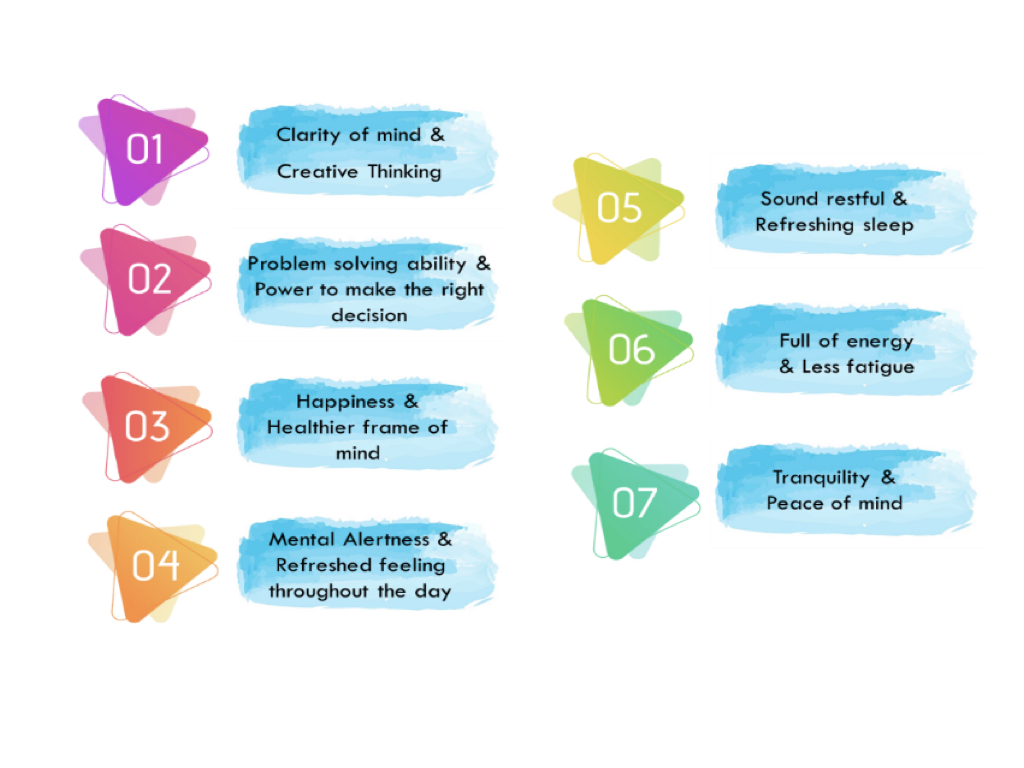 01
Clarity of mind &
Creative Thinking
02
Problem solving ability &
Power to make the right
decision
03
Happiness &
Healthier frame of
mind
04
Mental Alertness &
Refreshed feeling
throughout the day
05
Sound restful &
Refreshing sleep
06
Full of energy
& Less fatigue
07
Tranquility &
Peace of mind